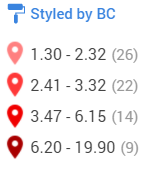 Styled by BC
1.30 - 2.32 (26)
2.41 - 3.32 (22)
3.47 - 6.15 (14)
6.20 - 19.90 (9)